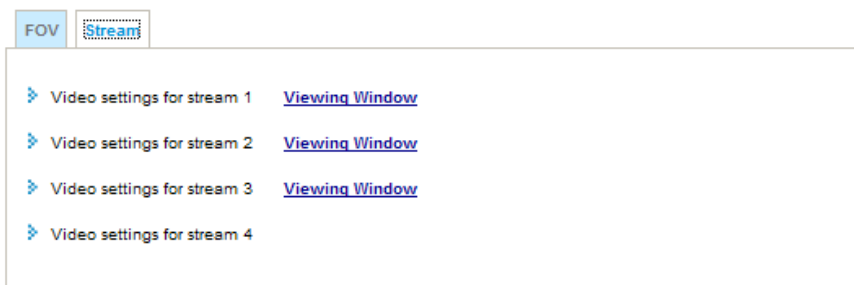 FOV Stream
Video settings for stream 1 Viewing Window
Video settings for stream 2 Viewing Window
Video settings for stream 3 Viewing Window
Video settings for stream 4